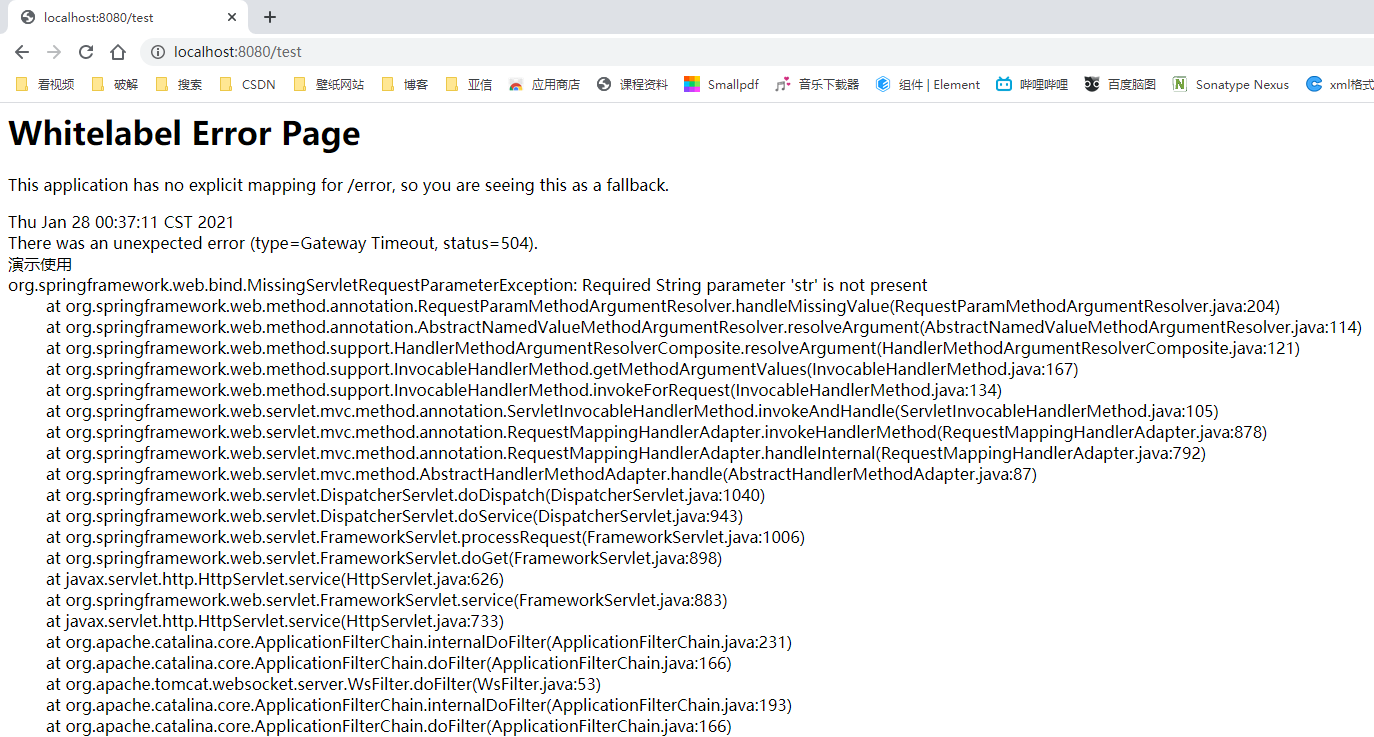 localhost:8080/test
localhost:8080/test
看视频 破解 搜索 CSDN 壁纸网站 博客 亚信 应用商店 课程资料 Smallpdf 音乐下载器 组件 | Element 哔哩哔哩 百度脑图 Sonatype Nexus xml格式
Whitelabel Error Page
This application has no explicit mapping for /error, so you are seeing this as a fallback.
Thu Jan 28 00:37:11 CST 2021
There was an unexpected error (type=Gateway Timeout, status=504).
演示使用
org.springframework.web.bind.MissingServletRequestParameterException: Required String parameter 'str' is not present
at org.springframework.web.method.annotation.RequestParamMethodArgumentResolver.handleMissingValue(RequestParamMethodArgumentResolver.java:204)
at org.springframework.web.method.annotation.AbstractNamedValueMethodArgumentResolver.resolveArgument(AbstractNamedValueMethodArgumentResolver.java:114)
at org.springframework.web.method.support.HandlerMethodArgumentResolverComposite.resolveArgument(HandlerMethodArgumentResolverComposite.java:121)
at org.springframework.web.method.support.InvocableHandlerMethod.getMethodArgumentValues(InvocableHandlerMethod.java:167)
at org.springframework.web.method.support.InvocableHandlerMethod.invokeForRequest(InvocableHandlerMethod.java:134)
at org.springframework.web.servlet.mvc.method.annotation.ServletInvocableHandlerMethod.invokeAndHandle(ServletInvocableHandlerMethod.java:105)
at org.springframework.web.servlet.mvc.method.annotation.RequestMappingHandlerAdapter.invokeHandlerMethod(RequestMappingHandlerAdapter.java:878)
at org.springframework.web.servlet.mvc.method.annotation.RequestMappingHandlerAdapter.handleInternal(RequestMappingHandlerAdapter.java:792)
at org.springframework.web.servlet.mvc.method.AbstractHandlerMethodAdapter.handle(AbstractHandlerMethodAdapter.java:87)
at org.springframework.web.servlet.DispatcherServlet.doDispatch(DispatcherServlet.java:1040)
at org.springframework.web.servlet.DispatcherServlet.doService(DispatcherServlet.java:943)
at org.springframework.web.servlet.FrameworkServlet.processRequest(FrameworkServlet.java:1006)
at org.springframework.web.servlet.FrameworkServlet.doGet(FrameworkServlet.java:898)
at javax.servlet.http.HttpServlet.service(HttpServlet.java:626)
at org.springframework.web.servlet.FrameworkServlet.service(FrameworkServlet.java:883)
at javax.servlet.http.HttpServlet.service(HttpServlet.java:733)
at org.apache.catalina.core.ApplicationFilterChain.internalDoFilter(ApplicationFilterChain.java:231)
at org.apache.catalina.core.ApplicationFilterChain.doFilter(ApplicationFilterChain.java:166)
at org.apache.tomcat.websocket.server.WsFilter.doFilter(WsFilter.java:53)
at org.apache.catalina.core.ApplicationFilterChain.internalDoFilter(ApplicationFilterChain.java:193)
at org.apache.catalina.core.ApplicationFilterChain.doFilter(ApplicationFilterChain.java:166)